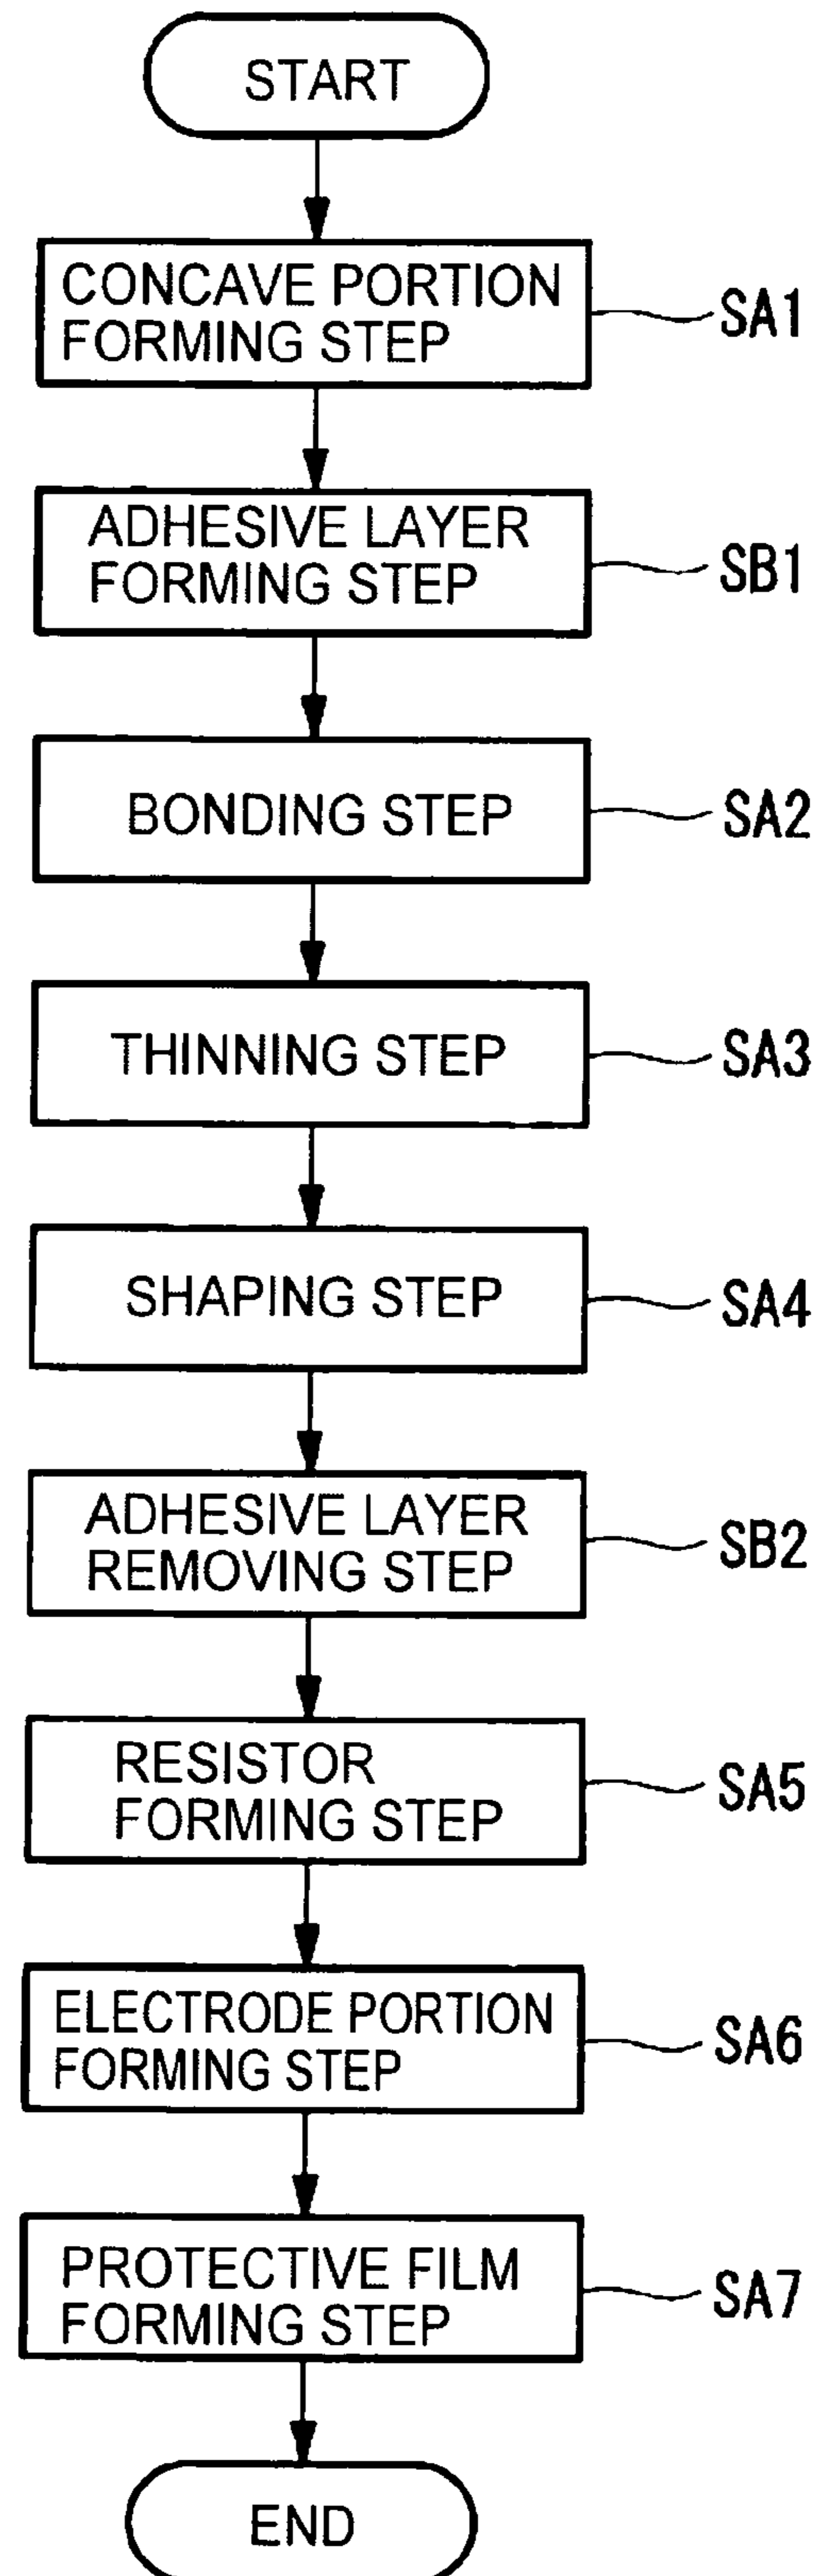 START
CONCAVE PORTION
FORMING STEP
SA1
ADHESIVE LAYER
FORMING STEP
SB1
BONDING STEP
SA2
THINNING STEP
SA3
SHAPING STEP
SA4
ADHESIVE LAYER
REMOVING STEP
SB2
RESISTOR
FORMING STEP
SA5
ELECTRODE PORTION
FORMING STEP
SA6
PROTECTIVE FILM
FORMING STEP
SA7
END